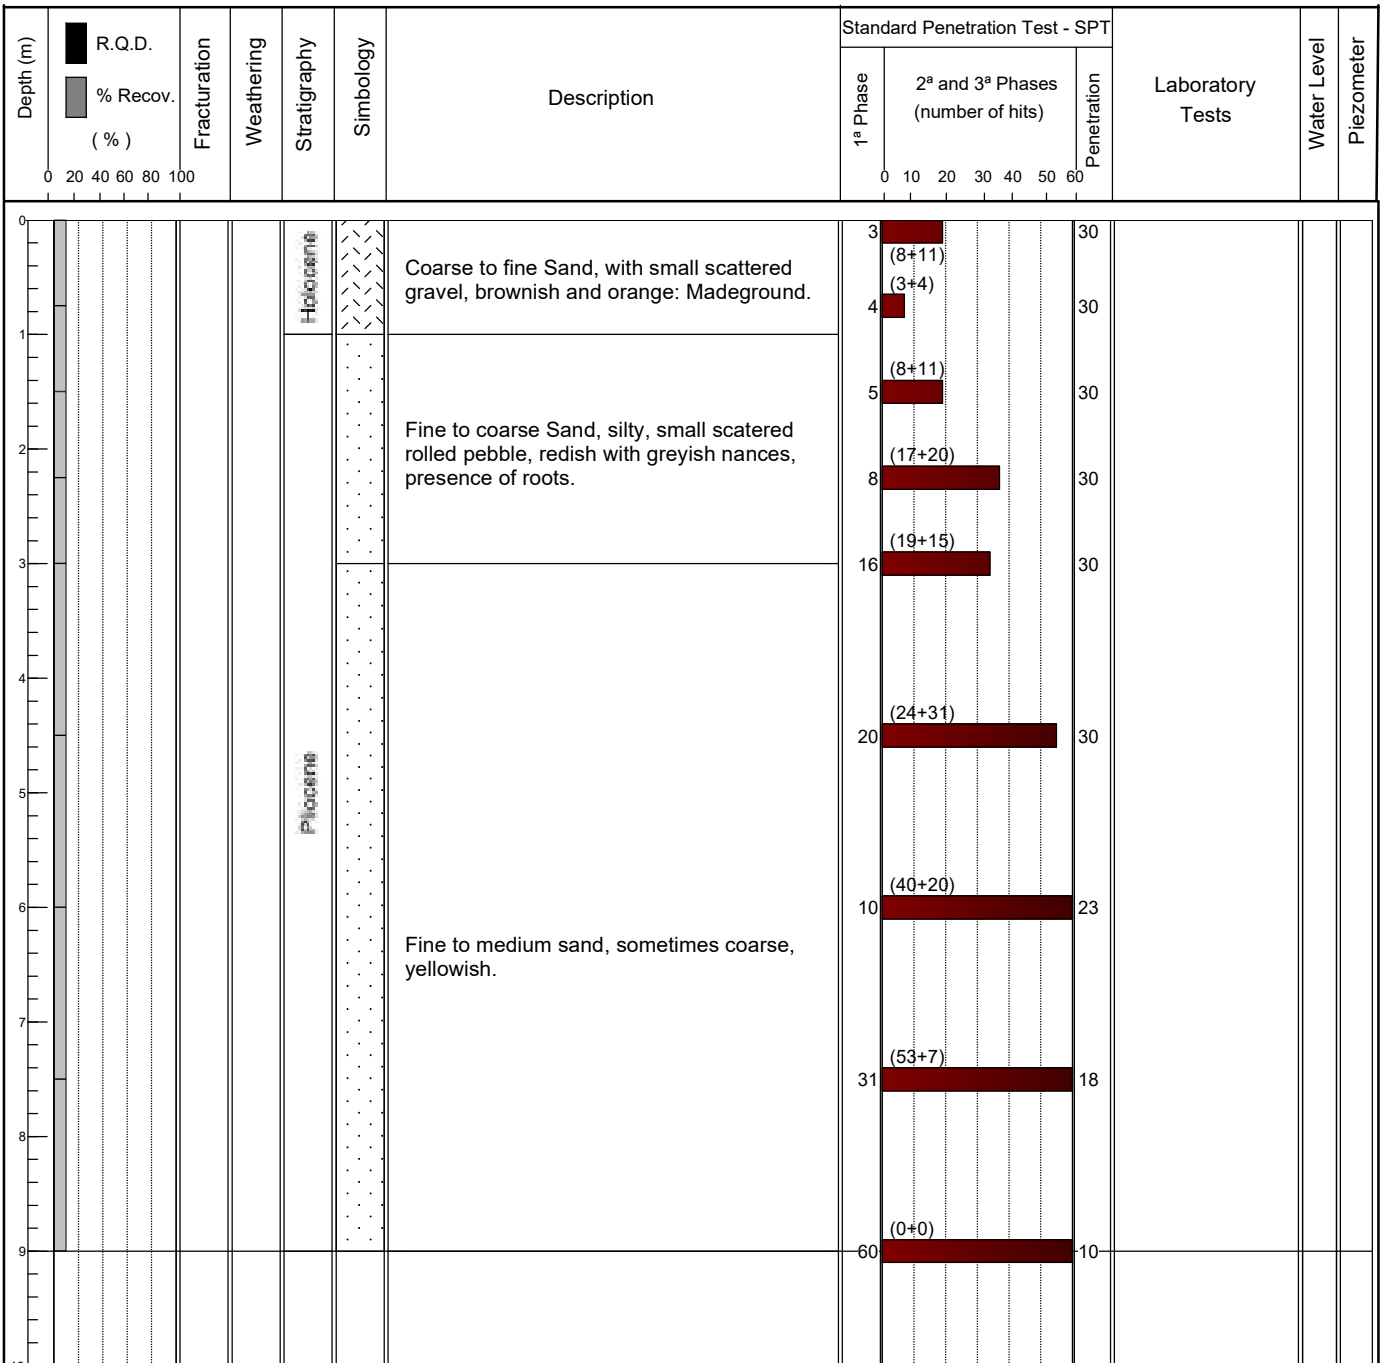 Depth (m)
R.Q.D.
% Recov.
( % )
0 20 40 60 80 100
Fracturation
Weathering
Stratigraphy
Simbology
Description
Standard Penetration Test - SPT
1ª Phase
2ª and 3ª Phases
(number of hits)
0 10 20 30 40 50 60
Penetration
Laboratory
Tests
Water Level
Piezometer
0
Holocene
Coarse to fine Sand, with small scattered
gravel, brownish and orange: Madeground.
3 (8+11) 30
4 (3+4) 30
1
5 (8+11) 30
Fine to coarse Sand, silty, small scatered
rolled pebble, redish with greyish nances,
presence of roots.
2
8 (17+20) 30
3
16 (19+15) 30
4
20 (24+31) 30
Pliocene
5
6
10 (40+20) 23
Fine to medium sand, sometimes coarse,
yellowish.
7
31 (53+7) 18
8
9
60 (0+0) 10